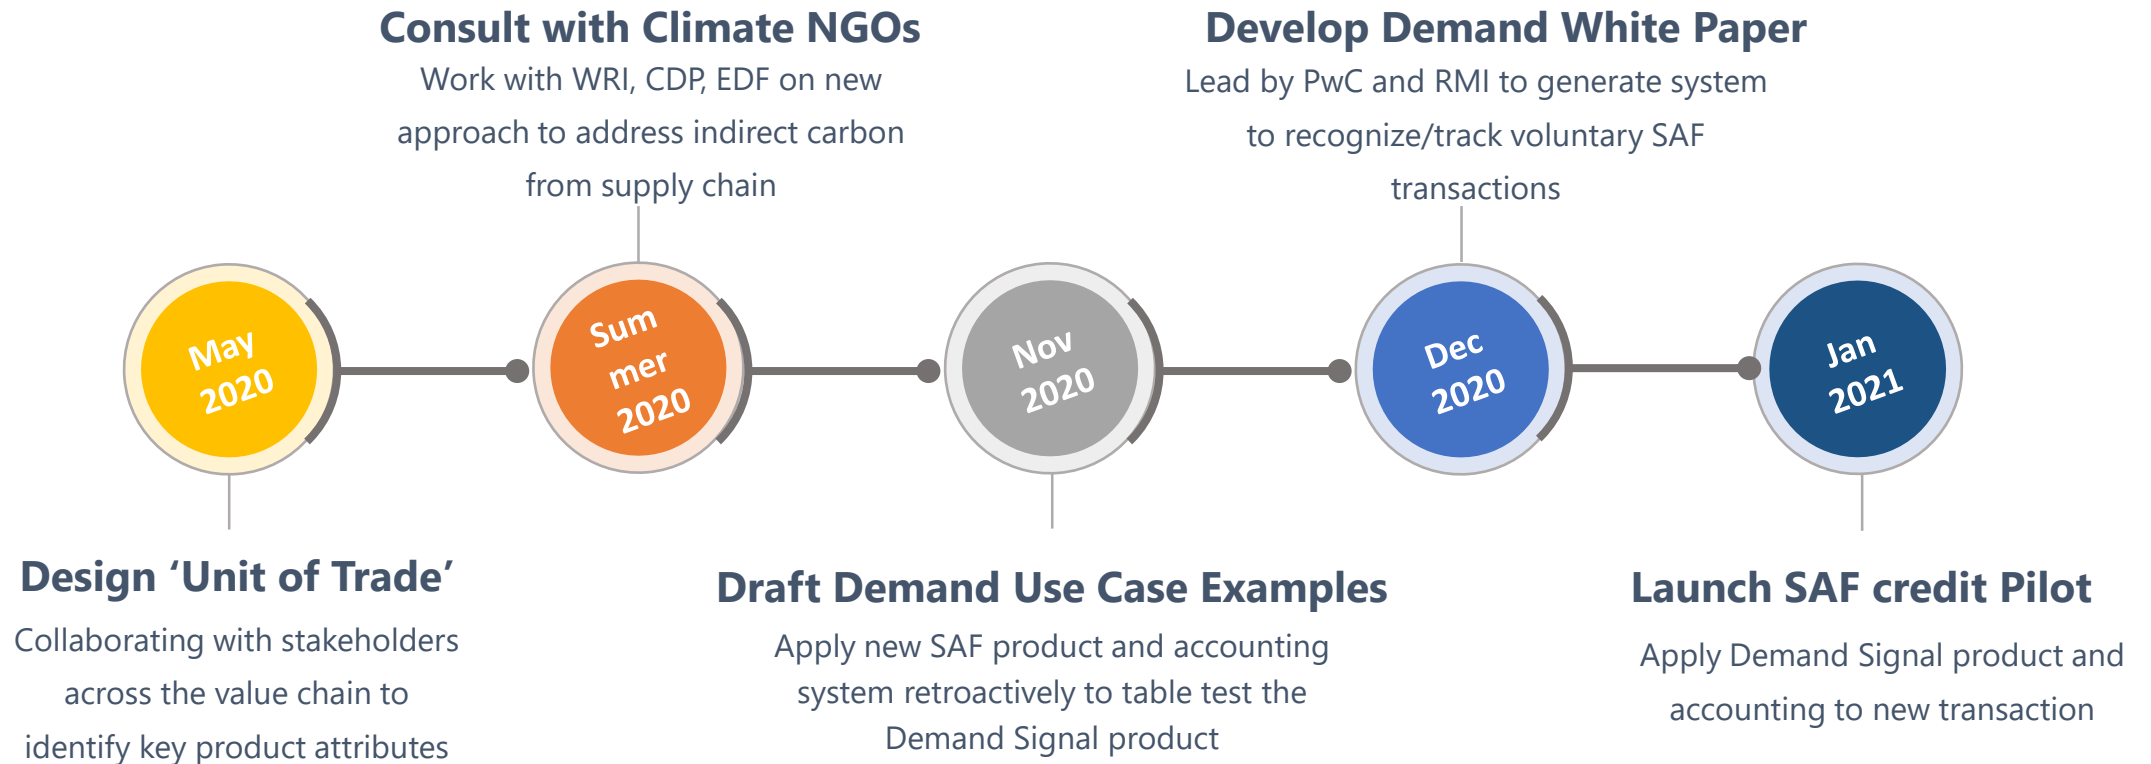 Consult with Climate NGOs
Work with WRI, CDP, EDF on new
approach to address indirect carbon
from supply chain
Develop Demand White Paper
Lead by PwC and RMI to generate system
to recognize/track voluntary SAF
transactions
May
2020
Sum
mer
2020
Nov
2020
Dec
2020
Jan
2021
Design ‘Unit of Trade’
Collaborating with stakeholders
across the value chain to
identify key product attributes
Draft Demand Use Case Examples
Apply new SAF product and accounting
system retroactively to table test the
Demand Signal product
Launch SAF credit Pilot
Apply Demand Signal product and
accounting to new transaction